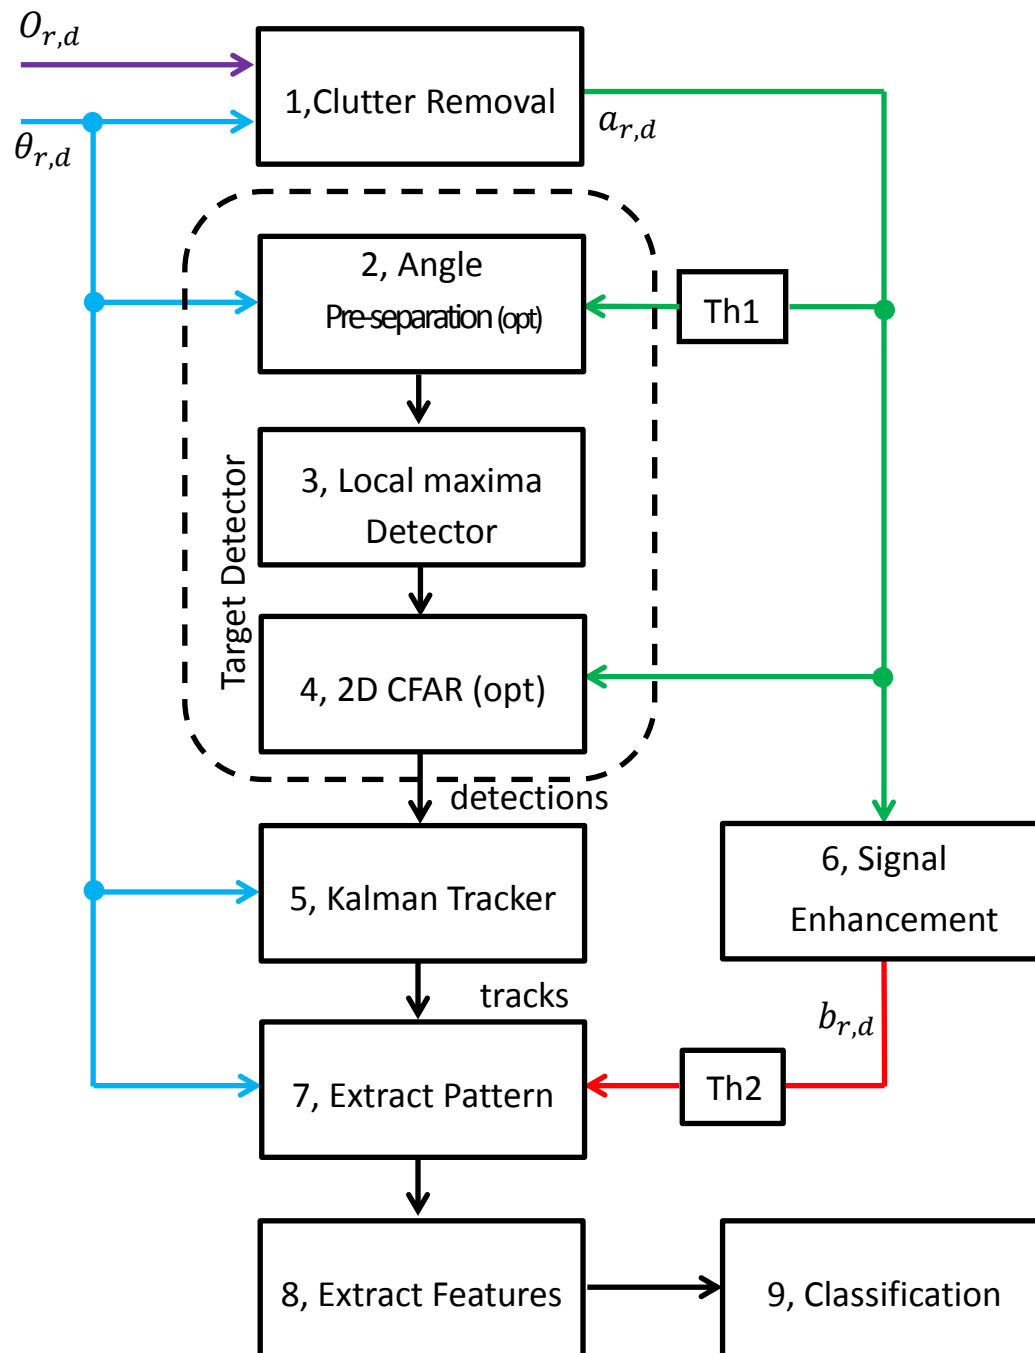 O_{r,d}
1,Clutter Removal
a_{r,d}
θ_{r,d}
2, Angle
Pre-separation (opt)
Th1
3, Local maxima
Detector
Target Detector
4, 2D CFAR (opt)
detections
5, Kalman Tracker
6, Signal
Enhancement
tracks
b_{r,d}
7, Extract Pattern
Th2
8, Extract Features
9, Classification